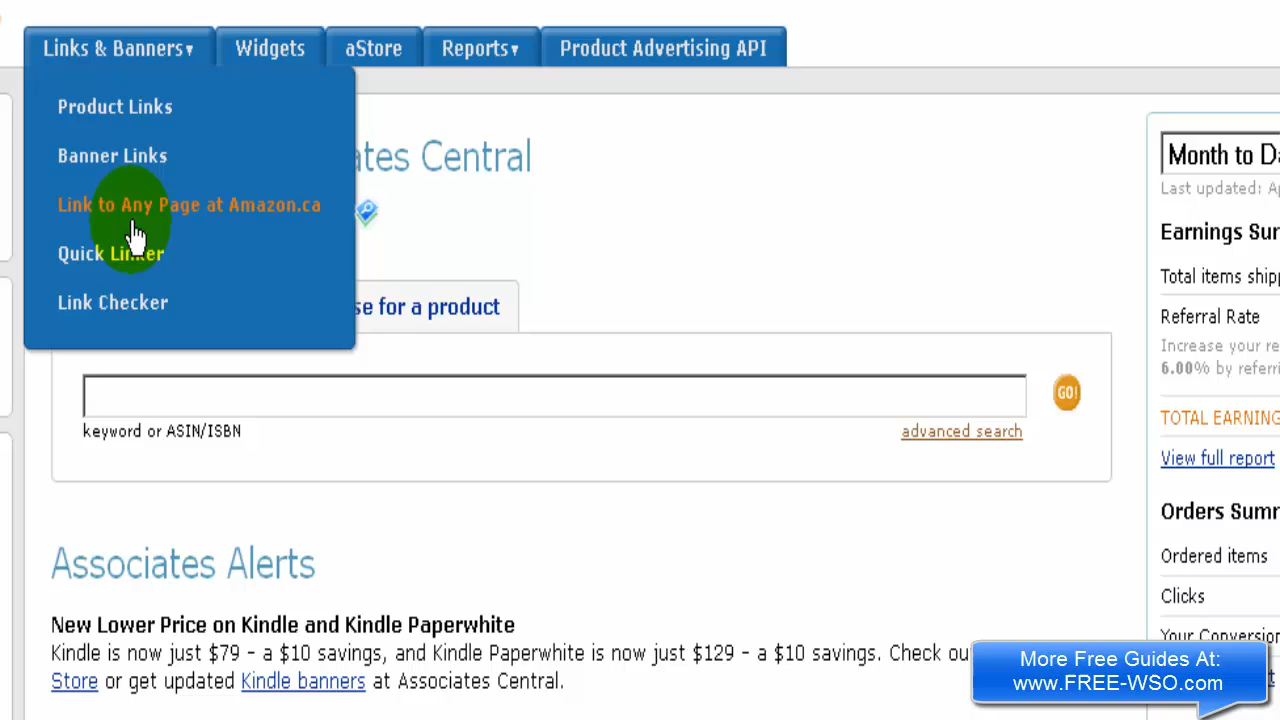 Links & Banners▾ Widgets aStore Reports▾ Product Advertising API
Product Links
Banner Links
Link to Any Page at Amazon.ca
Quick Linker
Link Checker
ates Central
se for a product
GO!
keyword or ASIN/ISBN
advanced search
Associates Alerts
New Lower Price on Kindle and Kindle Paperwhite
Kindle is now just $79 - a $10 savings, and Kindle Paperwhite is now just $129 - a $10 savings. Check ou
Store or get updated Kindle banners at Associates Central.
Month to Da
Last updated: Ap
Earnings Sum
Total items shipp
Referral Rate
Increase your re
6.00% by referri
TOTAL EARNING
View full report
Orders Summ
Ordered items
Clicks
Your Conversion
More Free Guides At:
www.FREE-WSO.com